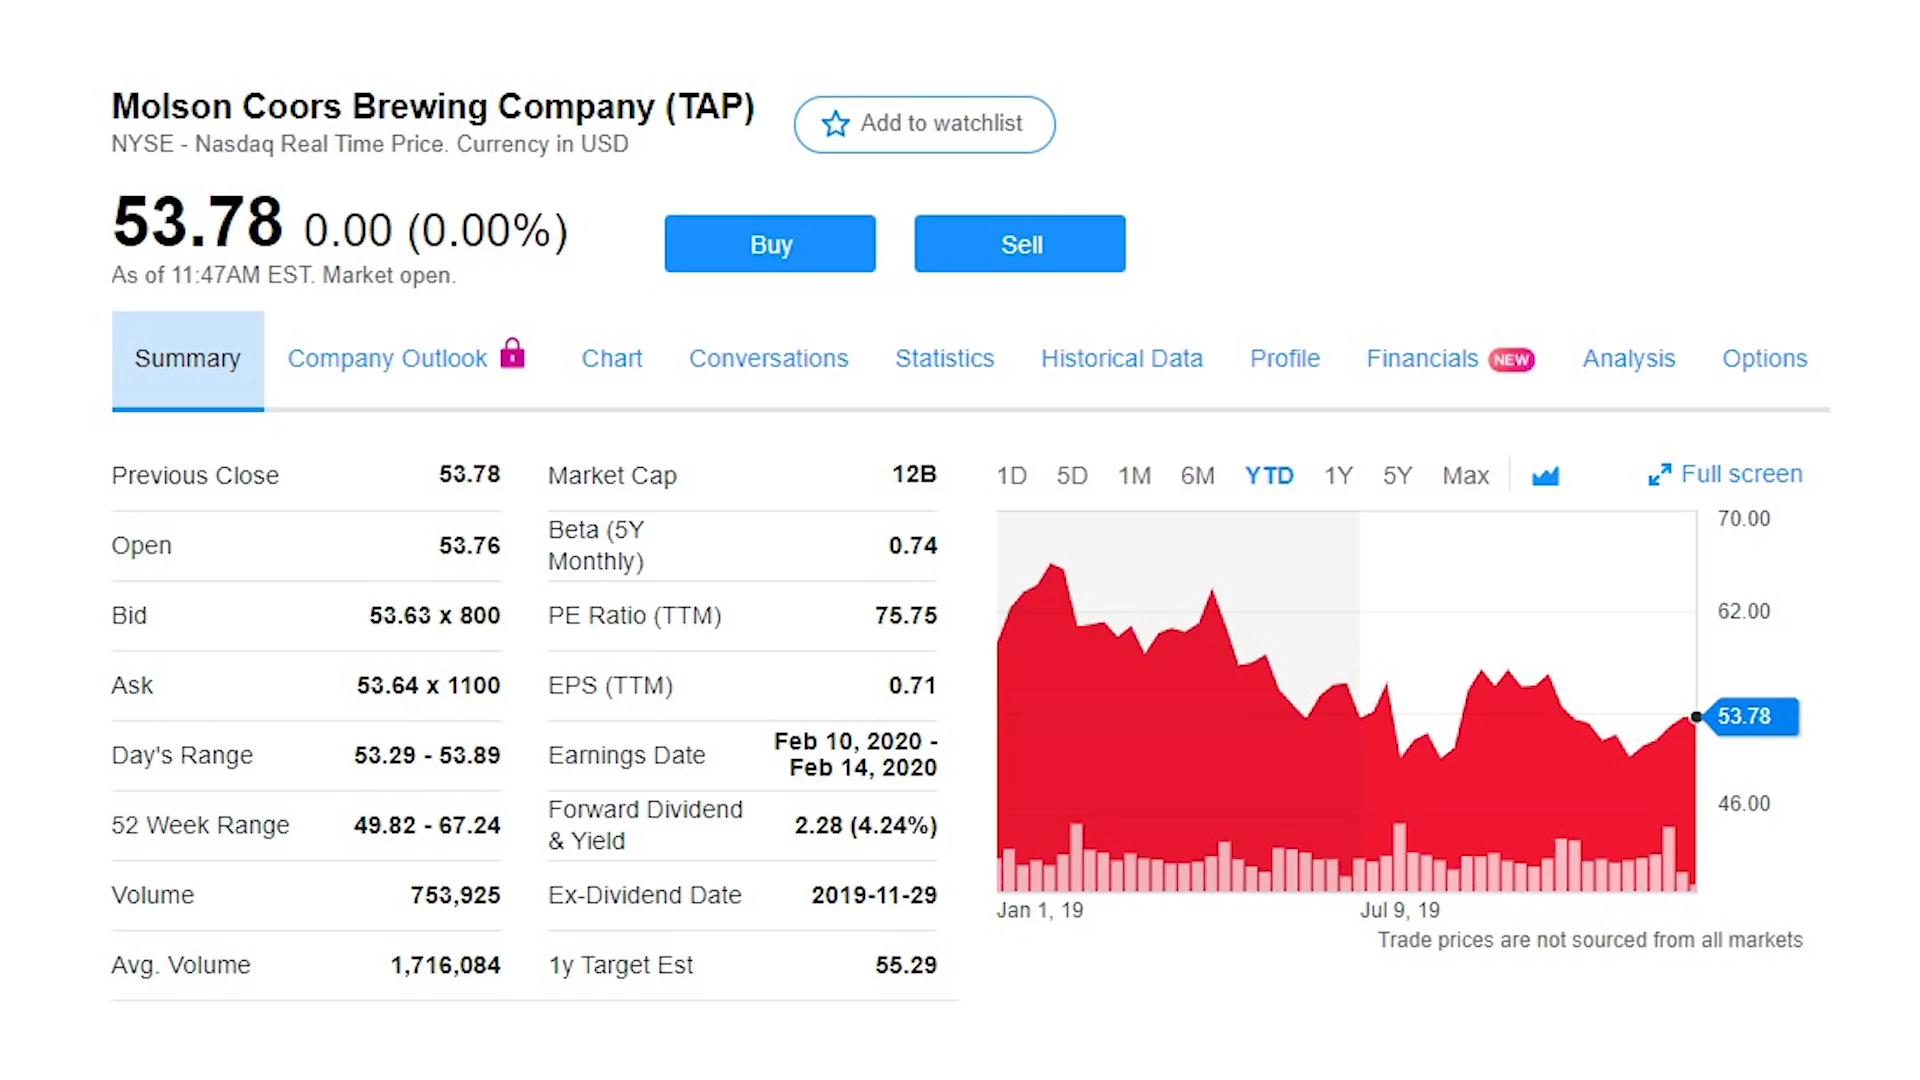 Molson Coors Brewing Company (TAP)
NYSE - Nasdaq Real Time Price. Currency in USD
Add to watchlist
53.78 0.00 (0.00%)
As of 11:47AM EST. Market open.
Buy
Sell
Summary
Company Outlook
Chart
Conversations
Statistics
Historical Data
Profile
Financials NEW
Analysis
Options
Previous Close 53.78
Open 53.76
Bid 53.63 x 800
Ask 53.64 x 1100
Day's Range 53.29 - 53.89
52 Week Range 49.82 - 67.24
Volume 753,925
Avg. Volume 1,716,084
Market Cap 12B
Beta (5Y
Monthly) 0.74
PE Ratio (TTM) 75.75
EPS (TTM) 0.71
Earnings Date Feb 10, 2020 -
Feb 14, 2020
Forward Dividend
& Yield 2.28 (4.24%)
Ex-Dividend Date 2019-11-29
1y Target Est 55.29
1D 5D 1M 6M YTD 1Y 5Y Max
Full screen
70.00
62.00
53.78
46.00
Jan 1, 19
Jul 9, 19
Trade prices are not sourced from all markets